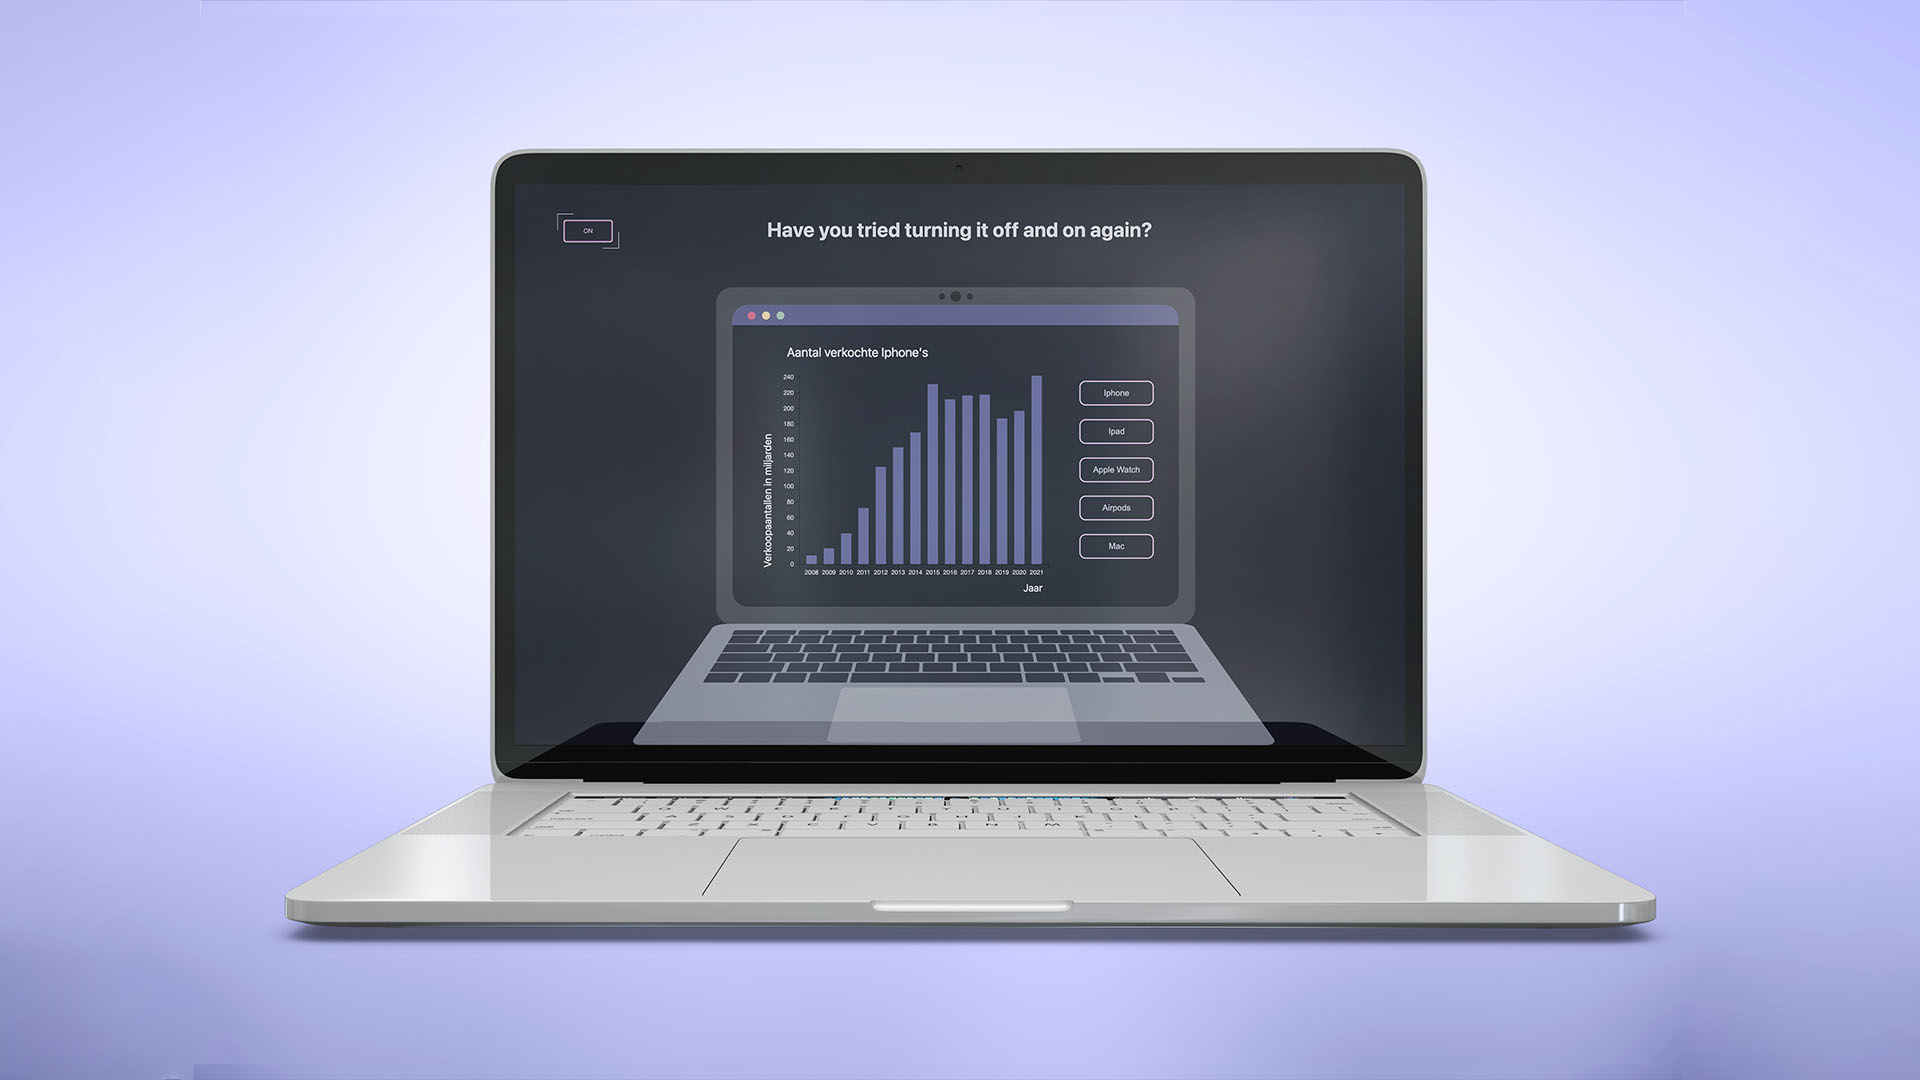 ON
Have you tried turning it off and on again?
Aantal verkochte Iphone's
Verkoopaantallen in miljarden
240
220
200
180
160
140
120
100
80
60
40
20
0
2008 2009 2010 2011 2012 2013 2014 2015 2016 2017 2018 2019 2020 2021
Jaar
Iphone
Ipad
Apple Watch
Airpods
Mac